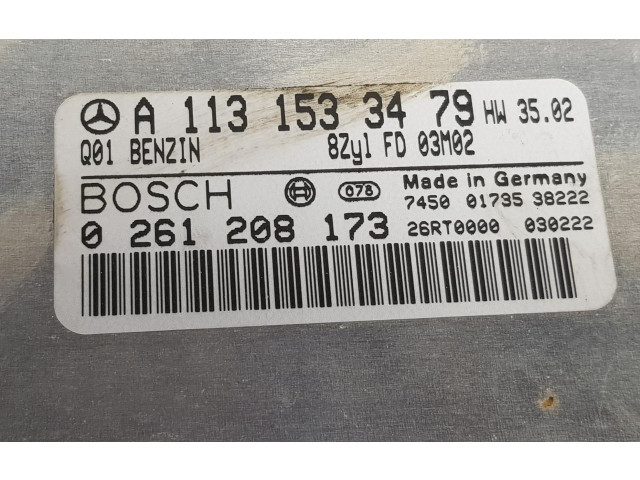 A 113 153 34 79 HW 35.02
Q01 BENZIN 8Zyl FD 03M02
BOSCH 078 Made in Germany
7450 01735 38222
0 261 208 173 26RT0000 030222